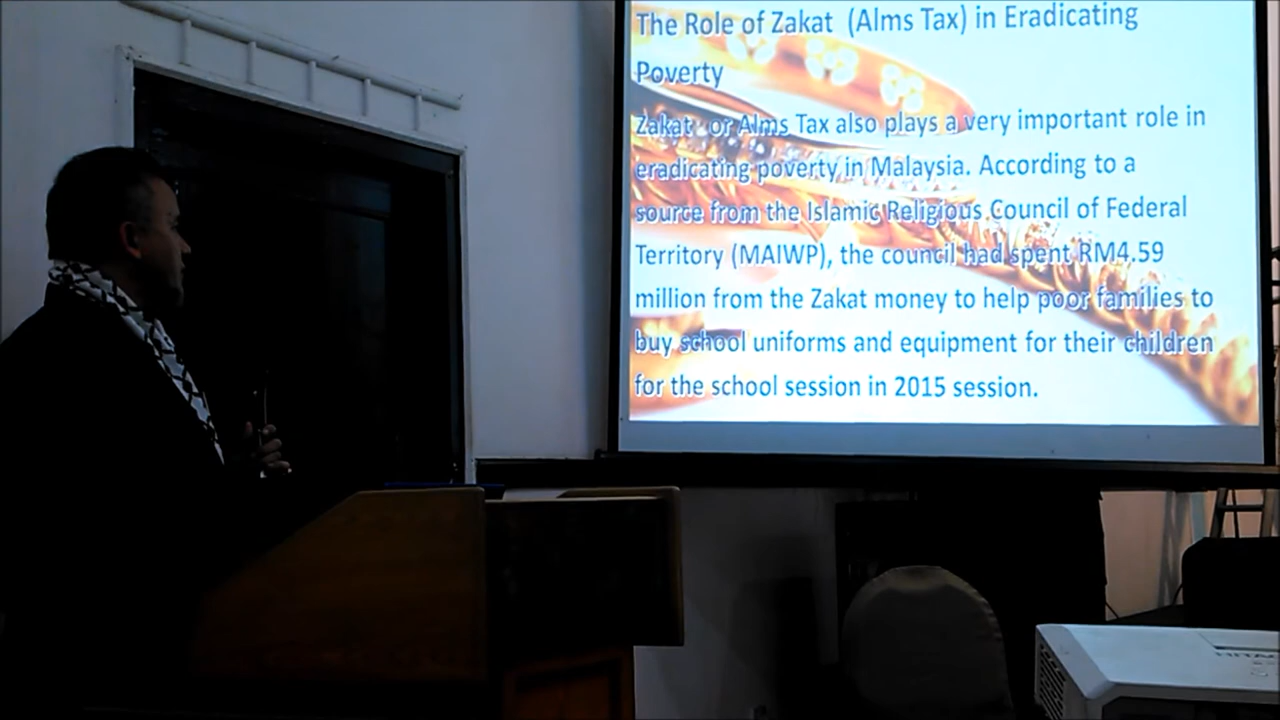 The Role of Zakat (Alms Tax) in Eradicating
Poverty
Zakat or Alms Tax also plays a very important role in
eradicating poverty in Malaysia. According to a
source from the Islamic Religious Council of Federal
Territory (MAIWP), the council had spent RM4.59
million from the Zakat money to help poor families to
buy school uniforms and equipment for their children
for the school session in 2015 session.
HITACHI